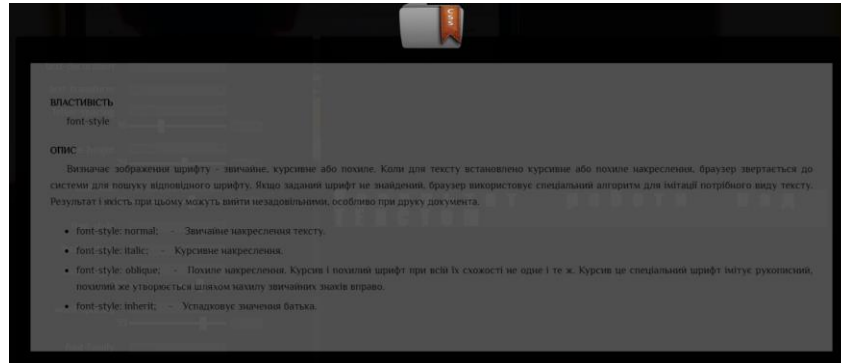 ВЛАСТИВІСТЬ
font-style
ОПИС
Визначає зображення шрифту - звичайне, курсивне або похиле. Коли для тексту встановлено курсивне або похиле накреслення, браузер звертається до
системи для пошуку відповідного шрифту. Якщо заданий шрифт не знайдений, браузер використовує спеціальний алгоритм для імітації потрібного виду тексту.
Результат і якість при цьому можуть вийти незадовільними, особливо при друку документа.
• font-style: normal; - Звичайне накреслення тексту.
• font-style: italic; - Курсивне накреслення.
• font-style: oblique; - Похиле накреслення. Курсив і похилий шрифт при всій їх схожості не одне і те ж. Курсив це спеціальний шрифт імітує рукописний,
похилий же утворюється шляхом нахилу звичайних знаків вправо.
• font-style: inherit; - Успадковує значення батька.